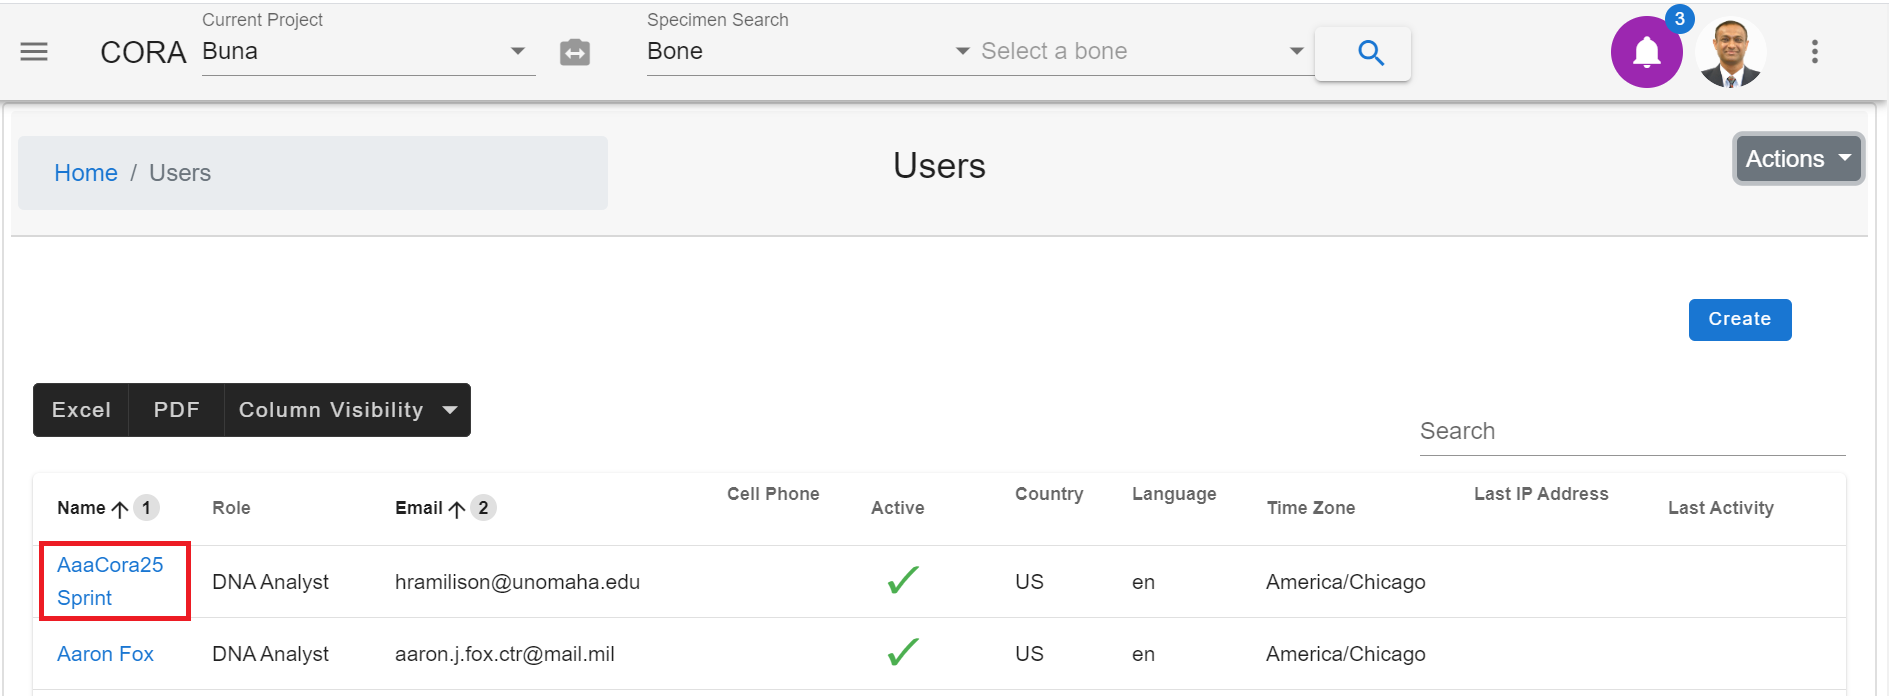 Current Project
Specimen Search
3
CORA
Buna
Bone
Select a bone
Home / Users
Users
Actions
Create
Excel
PDF
Column Visibility
Search
Name 1
Role
Email 2
Cell Phone
Active
Country
Language
Time Zone
Last IP Address
Last Activity
AaaCora25
Sprint
DNA Analyst
hramilison@unomaha.edu
US
en
America/Chicago
Aaron Fox
DNA Analyst
aaron.j.fox.ctr@mail.mil
US
en
America/Chicago